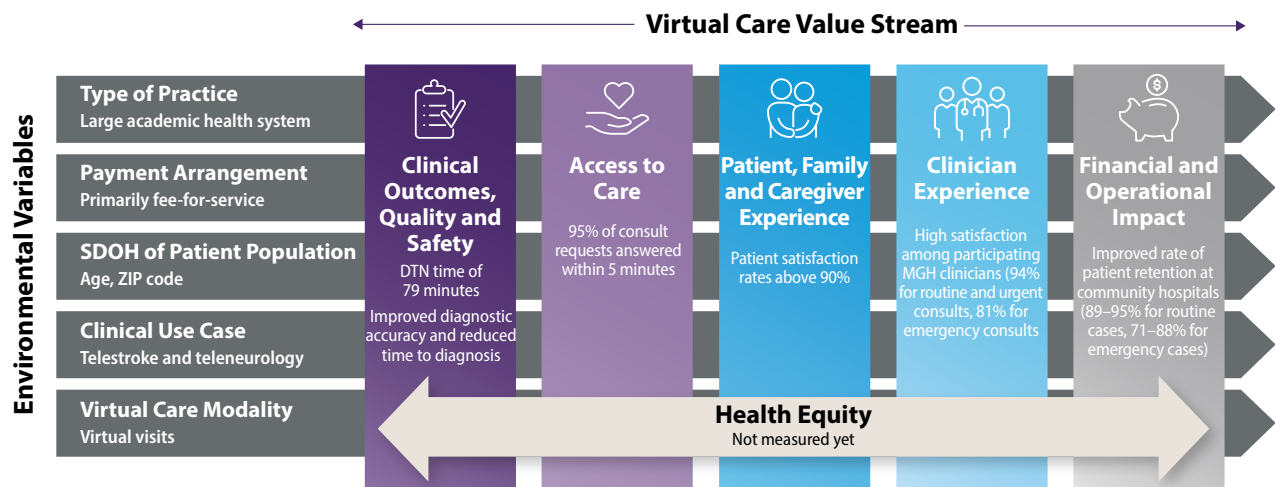 Virtual Care Value Stream
Environmental Variables
Type of Practice
Large academic health system
Payment Arrangement
Primarily fee-for-service
SDOH of Patient Population
Age, ZIP code
Clinical Use Case
Telestroke and teleneurology
Virtual Care Modality
Virtual visits
Clinical
Outcomes,
Quality and
Safety
DTN time of
79 minutes
Improved diagnostic
accuracy and reduced
time to diagnosis
Access to
Care
95% of consult
requests answered
within 5 minutes
Patient, Family
and Caregiver
Experience
Patient satisfaction
rates above 90%
Clinician
Experience
High satisfaction
among participating
MGH clinicians (94%
for routine and urgent
consults, 81% for
emergency consults
$
Financial and
Operational
Impact
Improved rate of
patient retention at
community hospitals
(89–95% for routine
cases, 71–88% for
emergency cases)
Health Equity
Not measured yet